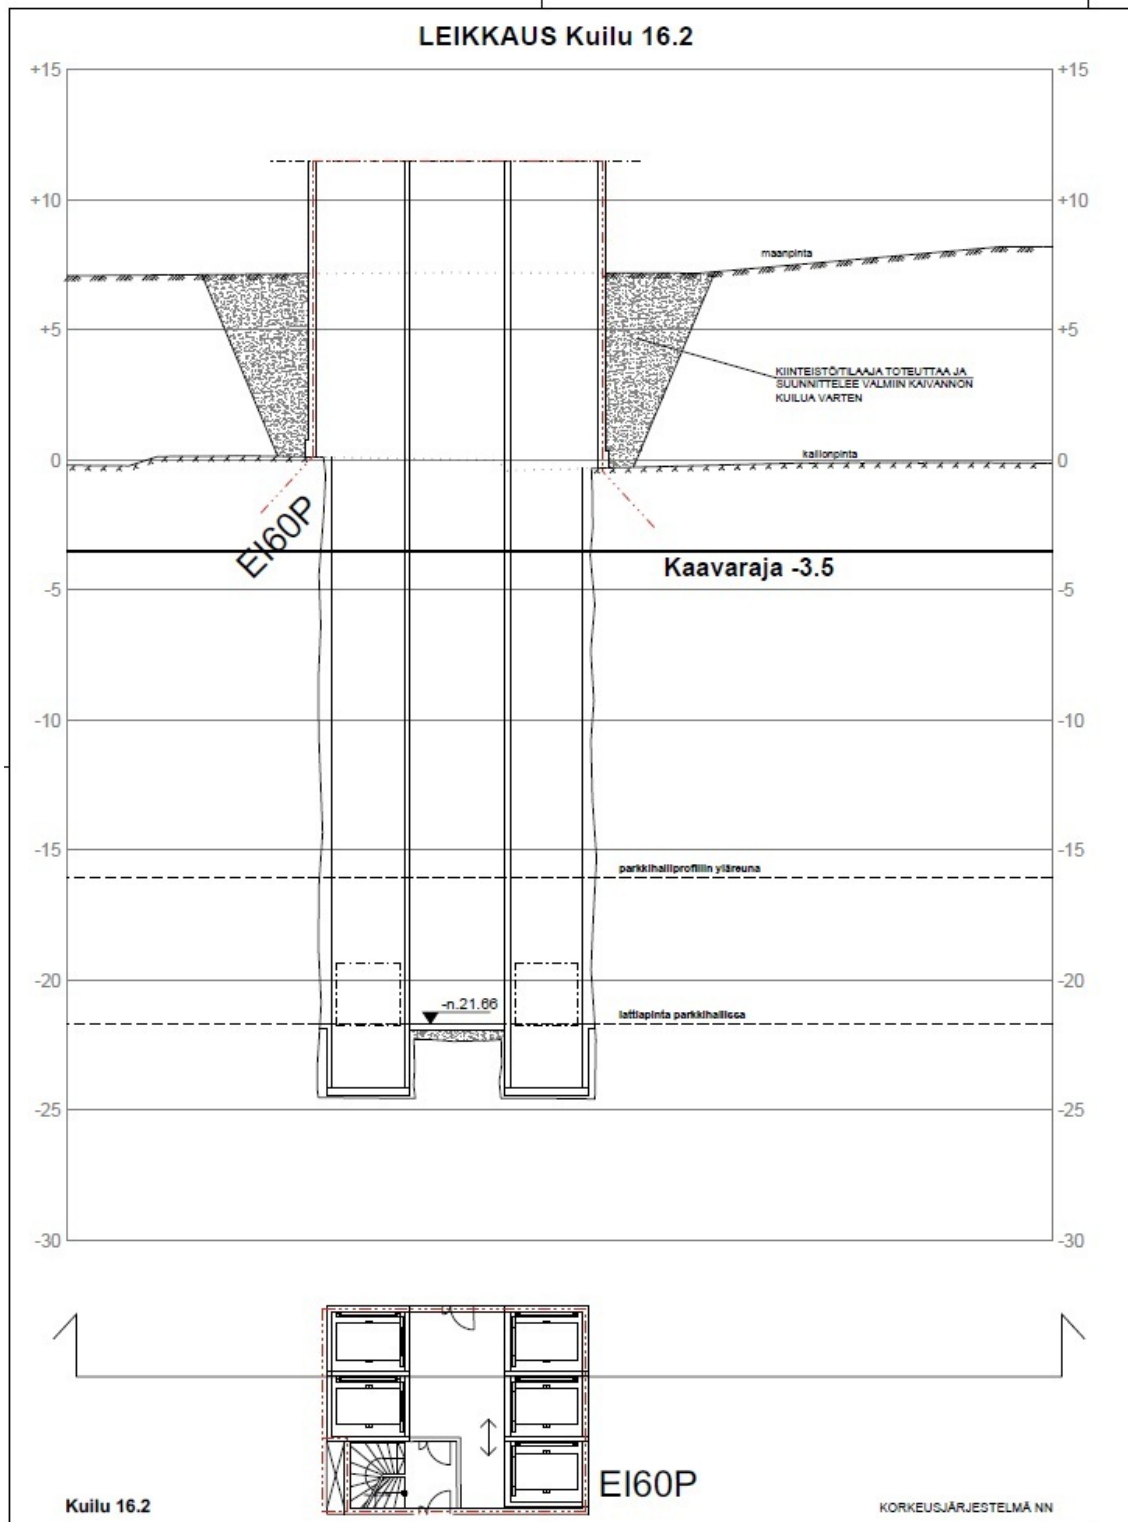 LEIKKAUS Kuilu 16.2
+15 +15
+10 +10
maanpinta
+5 +5
KIINTEISTÖ/TILAAJA TOTEUTTAA JA
SUUNNITTELEE VALMIIN KAIVANNON
KUILUA VARTEN
kallionpinta
0 0
EI60P
Kaavaraja -3.5
-5 -5
-10 -10
-15 -15
parkkihalliprofiilin yläreuna
-20 -20
-n.21.66
lattiapinta parkkihallissa
-25 -25
-30 -30
EI60P
Kuilu 16.2
KORKEUSJÄRJESTELMÄ NN